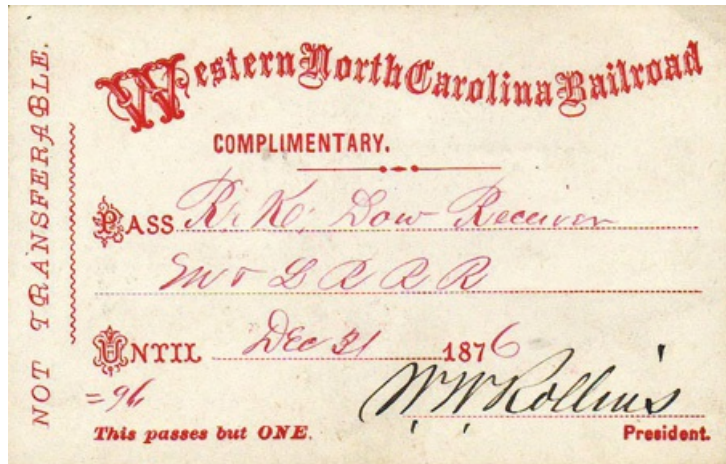 Western North Carolina Railroad
COMPLIMENTARY.
PASS R. K. Dow Receiver
R R R
UNTIL Dec 31 1876
=96
W W Rollins
This passes but ONE. President.
NOT TRANSFERABLE.